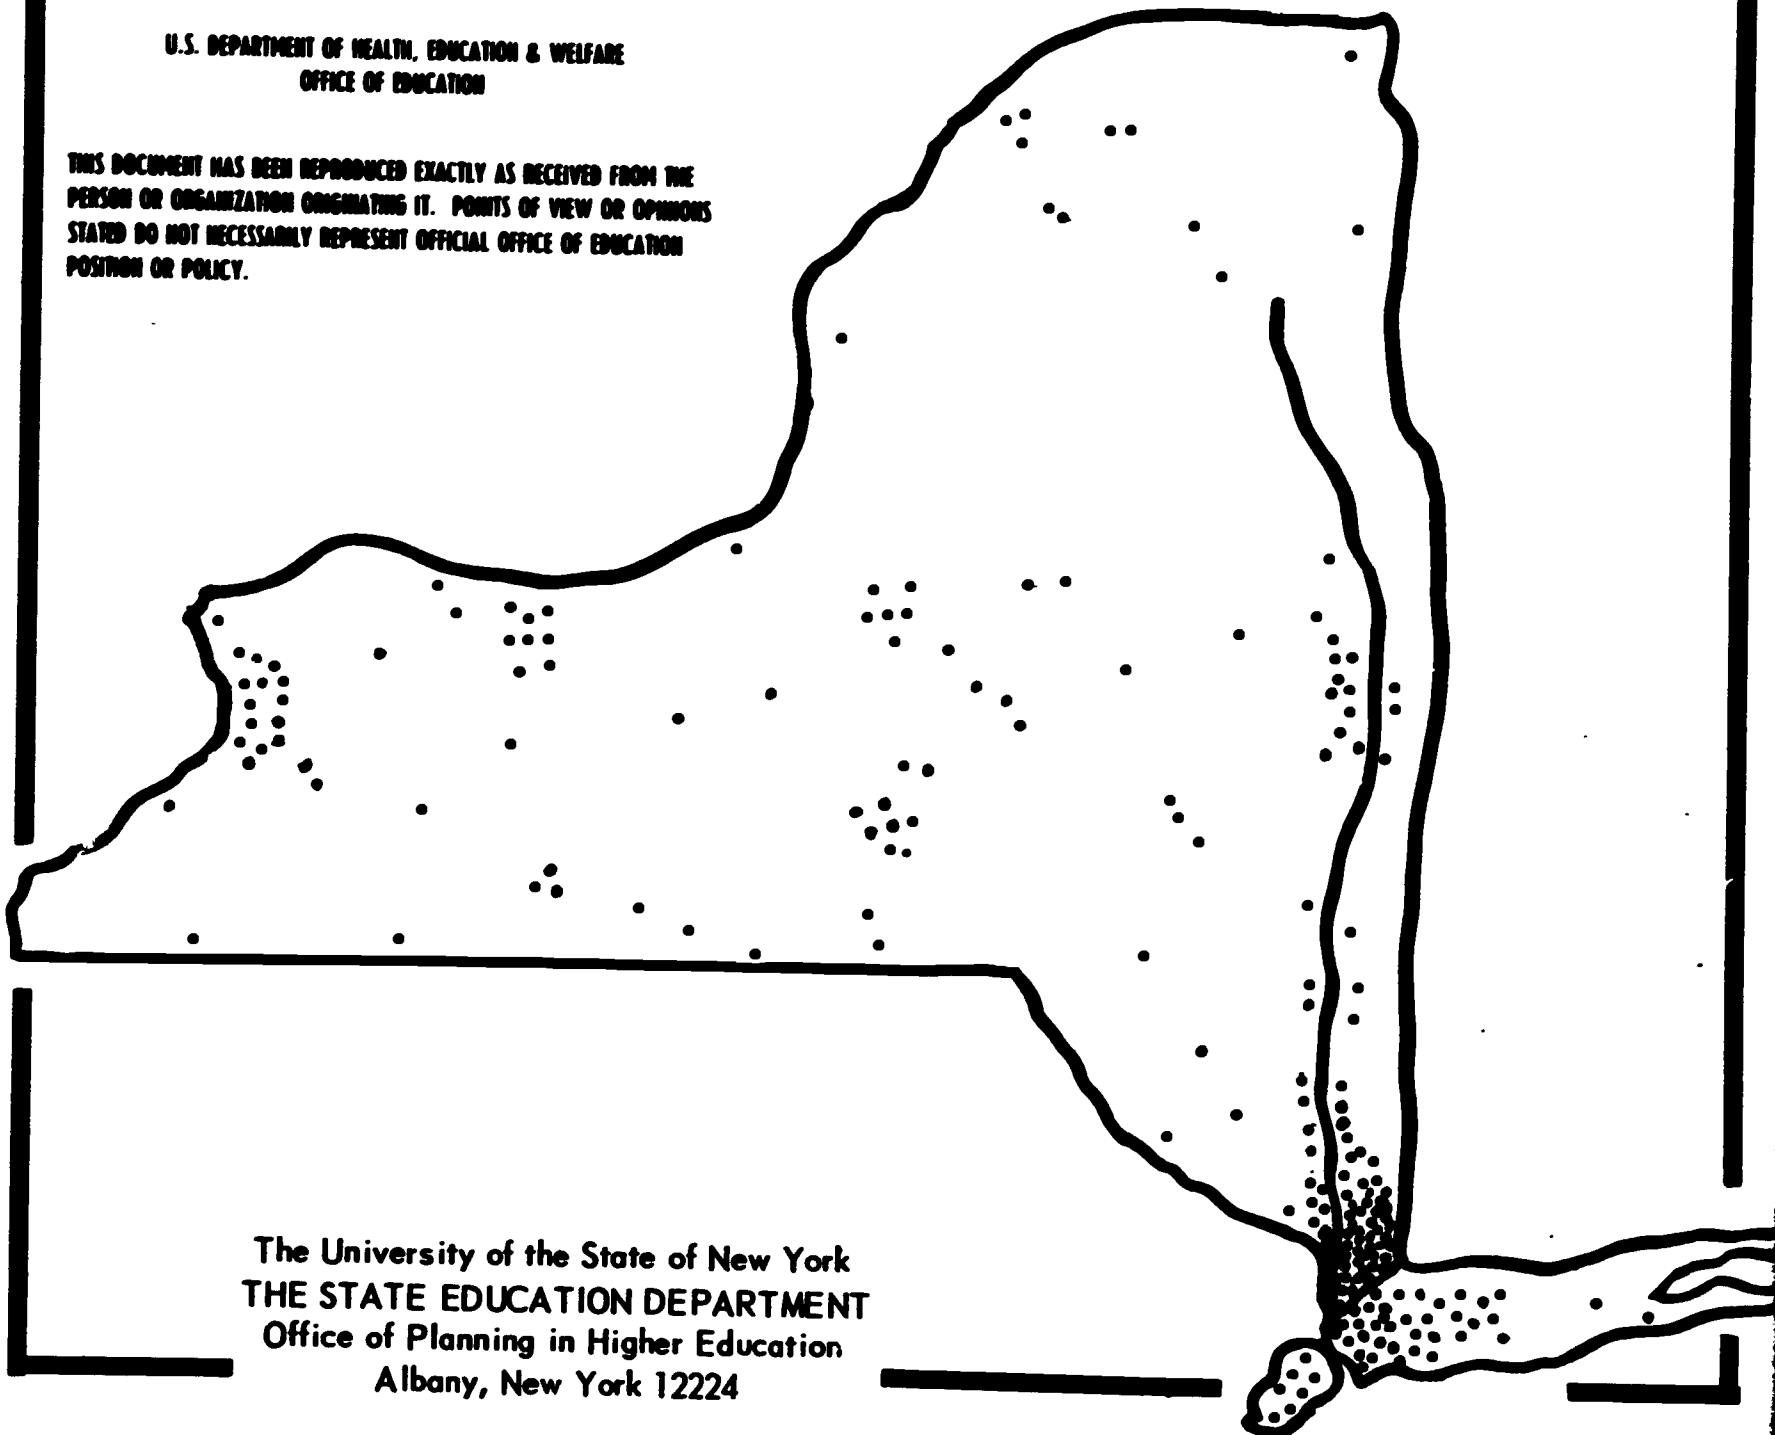 U.S. DEPARTMENT OF HEALTH, EDUCATION & WELFARE
OFFICE OF EDUCATION
THIS DOCUMENT HAS BEEN REPRODUCED EXACTLY AS RECEIVED FROM THE
PERSON OR ORGANIZATION ORIGINATING IT. POINTS OF VIEW OR OPINIONS
STATED DO NOT NECESSARILY REPRESENT OFFICIAL OFFICE OF EDUCATION
POSITION OR POLICY.
The University of the State of New York
THE STATE EDUCATION DEPARTMENT
Office of Planning in Higher Education
Albany, New York 12224